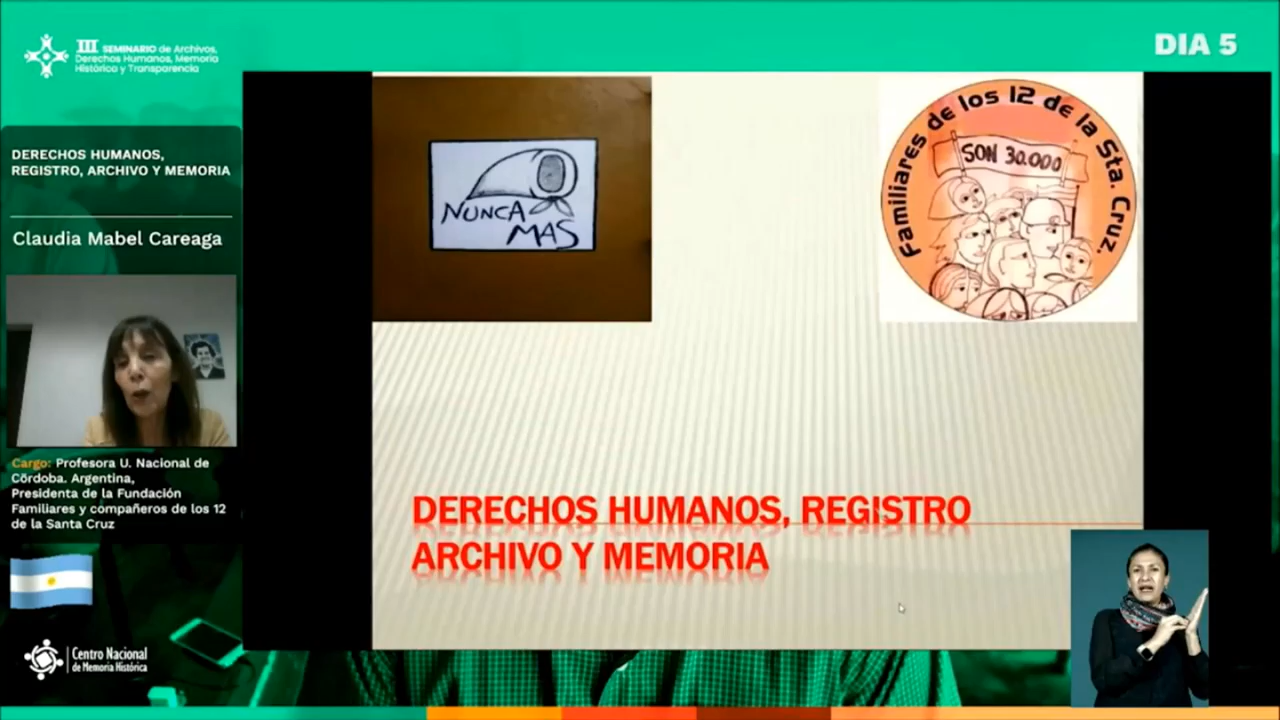 III SEMINARIO de Archivos,
Derechos Humanos, Memoria
Histórica y Transparencia
DIA 5
DERECHOS HUMANOS,
REGISTRO, ARCHIVO Y MEMORIA
Claudia Mabel Careaga
Cargo: Profesora U. Nacional de
Córdoba. Argentina,
Presidenta de la Fundación
Familiares y compañeros de los 12
de la Santa Cruz
Centro Nacional
de Memoria Histórica
NUNCA
MAS
Familiares de los 12 de la Sta. Cruz.
SON 30.000
DERECHOS HUMANOS, REGISTRO
ARCHIVO Y MEMORIA